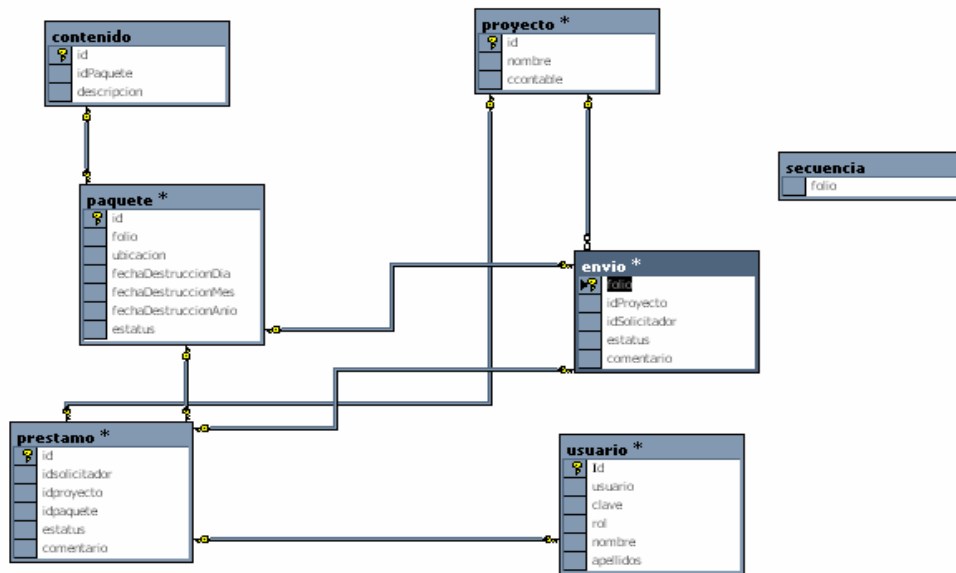 contenido
id
idPaquete
descripcion
proyecto *
id
nombre
ccontable
secuencia
folio
paquete *
id
folio
ubicacion
fechaDestruccionDia
fechaDestruccionMes
fechaDestruccionAnio
estatus
envio *
folio
idProyecto
idSolicitador
estatus
comentario
prestamo *
id
idsolicitador
idproyecto
idpaquete
estatus
comentario
usuario *
Id
usuario
clave
rol
nombre
apellidos